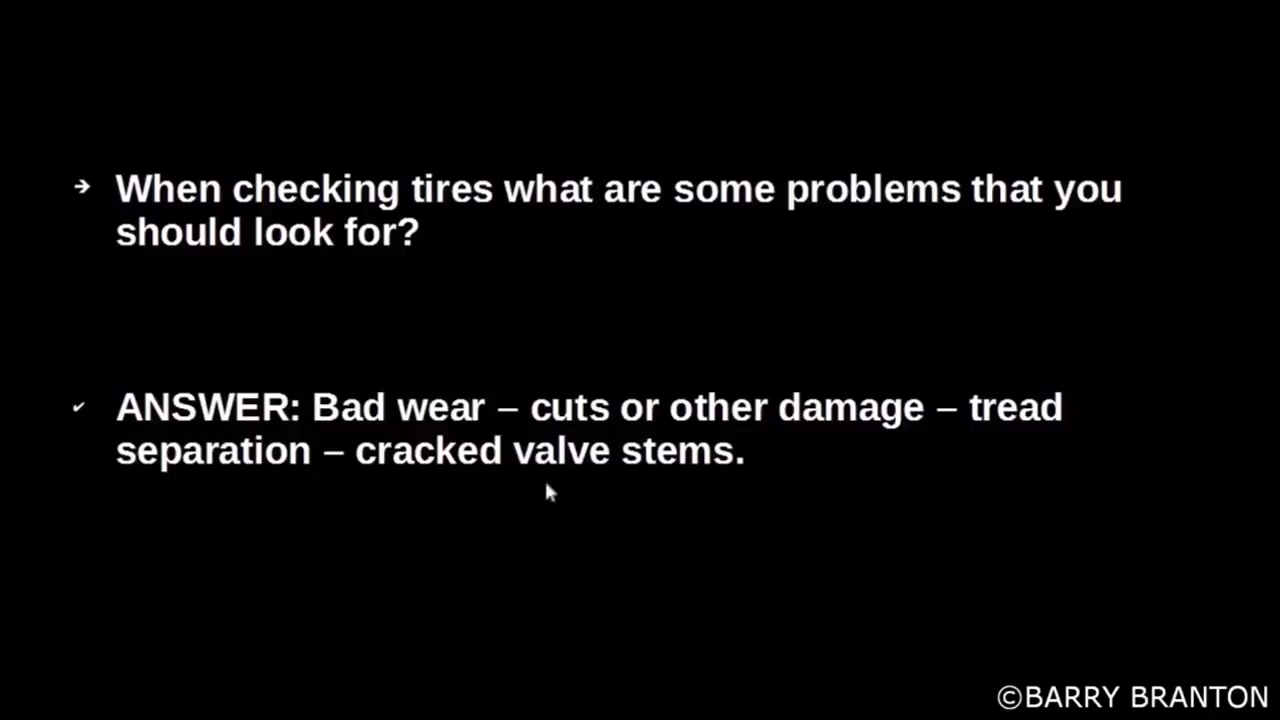 ➔ When checking tires what are some problems that you
should look for?
✓ ANSWER: Bad wear – cuts or other damage – tread
separation – cracked valve stems.
©BARRY BRANTON